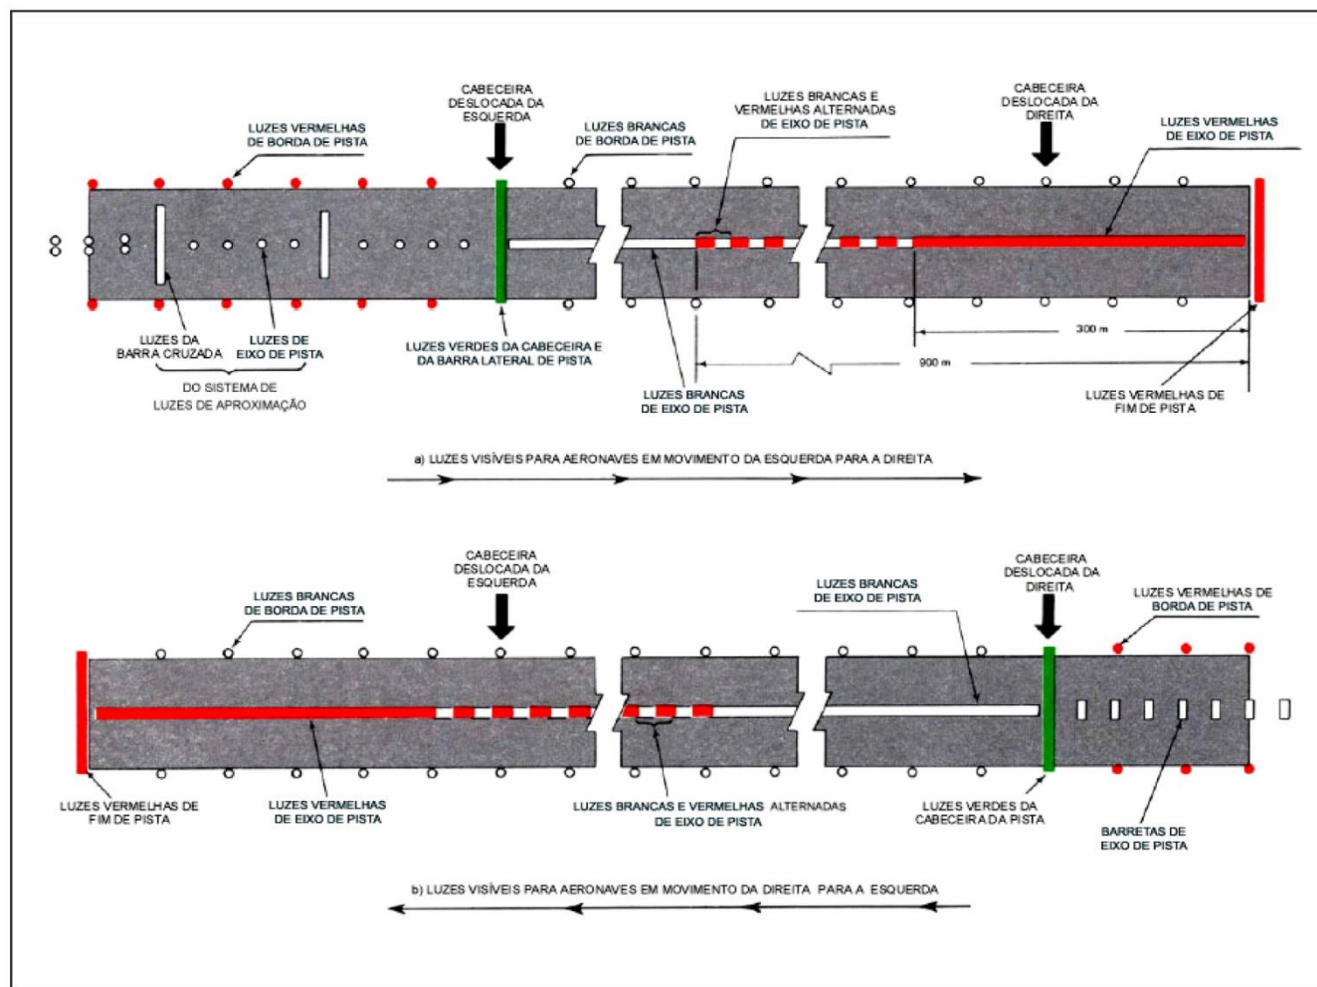 CABECEIRA
DESLOCADA DA
ESQUERDA
LUZES VERMELHAS
DE BORDA DE PISTA
LUZES BRANCAS
DE BORDA DE PISTA
LUZES BRANCAS E
VERMELHAS ALTERNADAS
DE EIXO DE PISTA
CABECEIRA
DESLOCADA DA
DIREITA
LUZES VERMELHAS
DE EIXO DE PISTA
LUZES DA
BARRA CRUZADA
LUZES DE
EIXO DE PISTA
DO SISTEMA DE
LUZES DE APROXIMAÇÃO
LUZES VERDES DA CABECEIRA E
DA BARRA LATERAL DE PISTA
LUZES BRANCAS
DE EIXO DE PISTA
300 m
900 m
LUZES VERMELHAS DE
FIM DE PISTA
a) LUZES VISÍVEIS PARA AERONAVES EM MOVIMENTO DA ESQUERDA PARA A DIREITA
LUZES BRANCAS
DE BORDA DE PISTA
CABECEIRA
DESLOCADA DA
ESQUERDA
LUZES BRANCAS
DE EIXO DE PISTA
CABECEIRA
DESLOCADA DA
DIREITA
LUZES VERMELHAS DE
BORDA DE PISTA
LUZES VERMELHAS DE
FIM DE PISTA
LUZES VERMELHAS
DE EIXO DE PISTA
LUZES BRANCAS E VERMELHAS ALTERNADAS
DE EIXO DE PISTA
LUZES VERDES DA
CABECEIRA DA PISTA
BARRETAS DE
EIXO DE PISTA
b) LUZES VISÍVEIS PARA AERONAVES EM MOVIMENTO DA DIREITA PARA A ESQUERDA